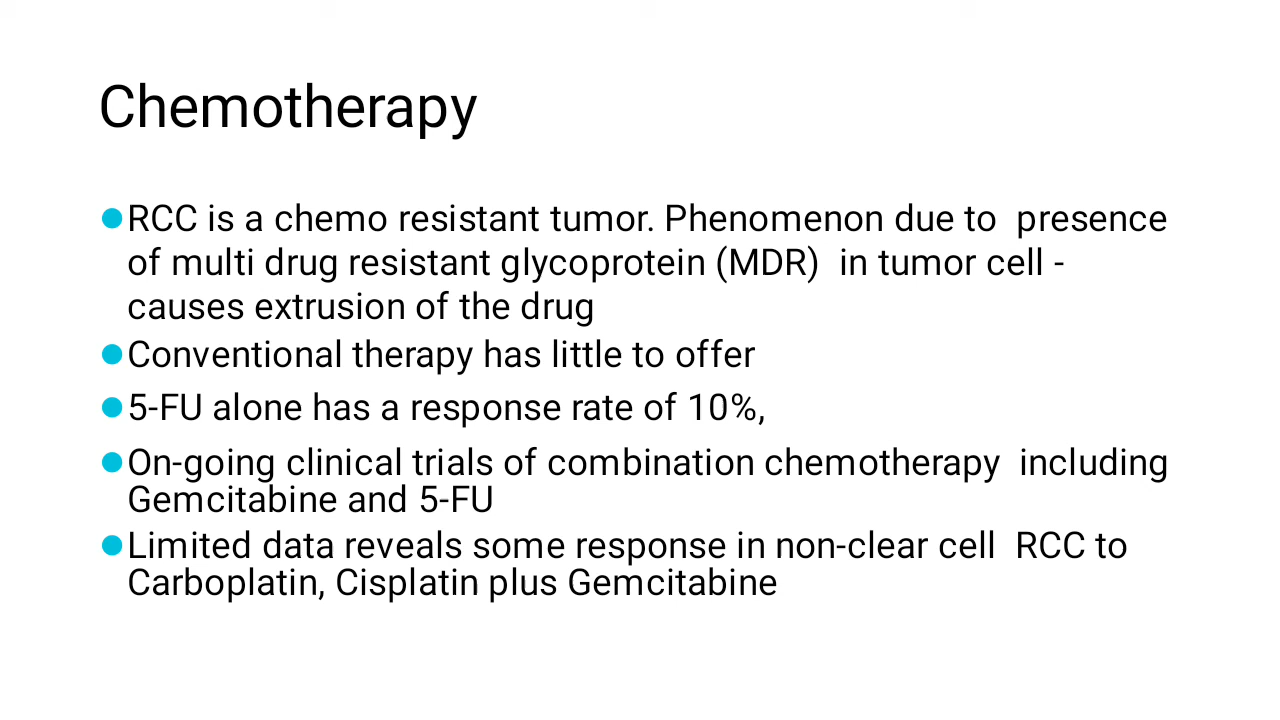 Chemotherapy
●RCC is a chemo resistant tumor. Phenomenon due to  presence
of multi drug resistant glycoprotein (MDR)  in tumor cell -
causes extrusion of the drug
●Conventional therapy has little to offer
●5-FU alone has a response rate of 10%,
●On-going clinical trials of combination chemotherapy  including
Gemcitabine and 5-FU
●Limited data reveals some response in non-clear cell  RCC to
Carboplatin, Cisplatin plus Gemcitabine